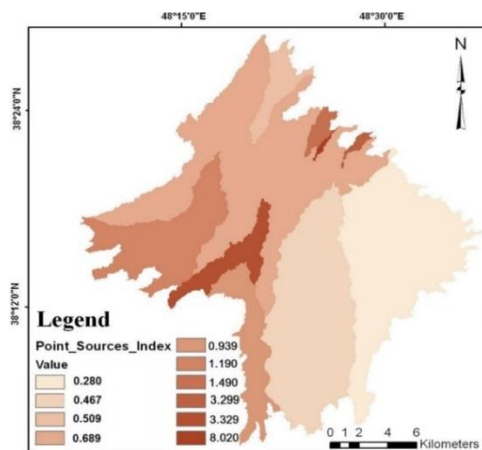 48°15'0"E 48°30'0"E
N
38°24'0"N
38°12'0"N
Legend
Point_Sources_Index
Value
0.280
0.467
0.509
0.689
0.939
1.190
1.490
3.299
3.329
8.020
0 1 2 4 6
Kilometers